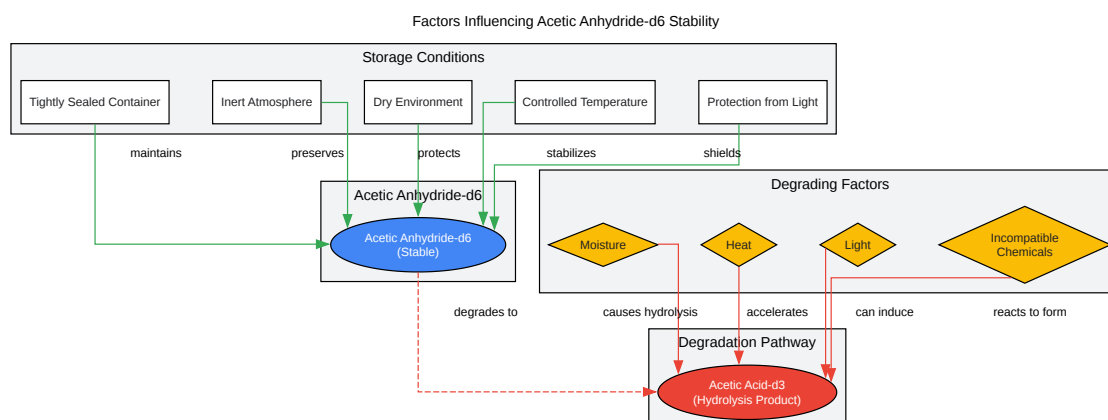 Factors Influencing Acetic Anhydride-d6 Stability
Storage Conditions
Tightly Sealed Container
Inert Atmosphere
Dry Environment
Controlled Temperature
Protection from Light
maintains
preserves
protects
stabilizes
shields
Acetic Anhydride-d6
Acetic Anhydride-d6
(Stable)
Degrading Factors
Moisture
Heat
Light
Incompatible
Chemicals
degrades to
causes hydrolysis
accelerates
can induce
reacts to form
Degradation Pathway
Acetic Acid-d3
(Hydrolysis Product)